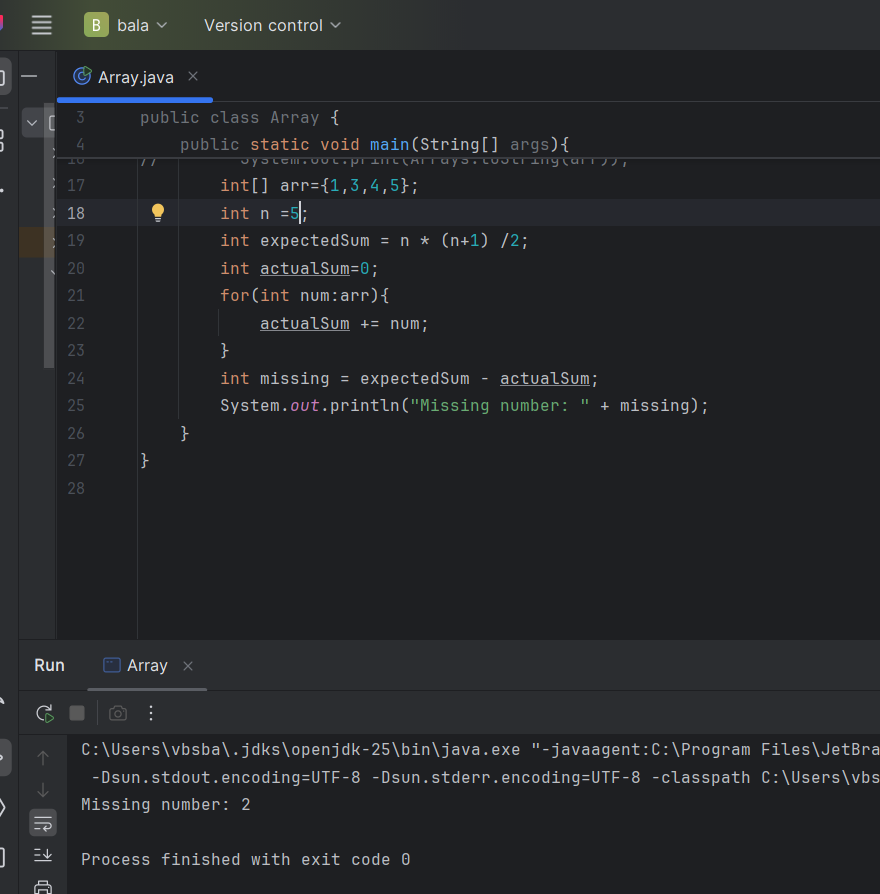 B bala Version control
Array.java
3 public class Array {
4 public static void main(String[] args){
16 // System.out.print(Arrays.toString(arr));
17 int[] arr={1,3,4,5};
18 int n =5;
19 int expectedSum = n * (n+1) /2;
20 int actualSum=0;
21 for(int num:arr){
22 actualSum += num;
23 }
24 int missing = expectedSum - actualSum;
25 System.out.println("Missing number: " + missing);
26 }
27 }
28
Run Array
C:\Users\vbsba\.jdks\openjdk-25\bin\java.exe "-javaagent:C:\Program Files\JetBra
-Dsun.stdout.encoding=UTF-8 -Dsun.stderr.encoding=UTF-8 -classpath C:\Users\vbs
Missing number: 2
Process finished with exit code 0